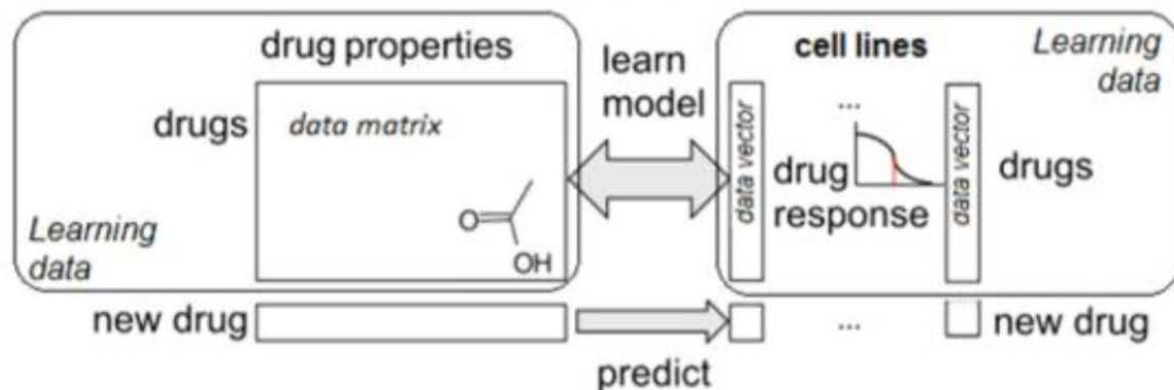 drug properties
drugs
data matrix
O
OH
Learning
data
learn
model
cell lines
Learning
data
data vector
...
drug
response
data vector
drugs
new drug
predict
...
new drug